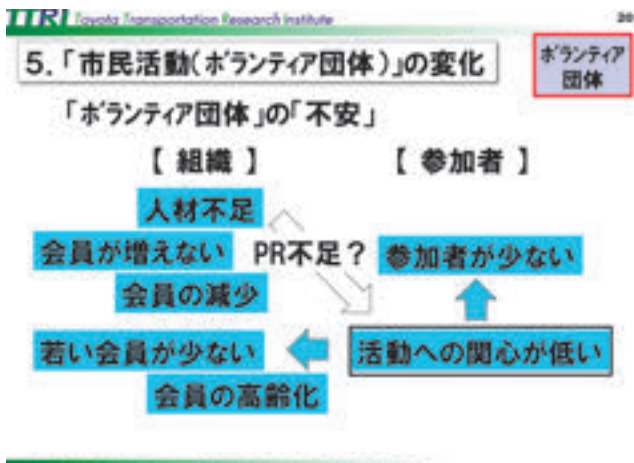 TTRI Toyota Transportation Research Institute
20
5.「市民活動(ボランティア団体)」の変化
ボランティア
団体
「ボランティア団体」の「不安」
【 組織 】
【 参加者 】
人材不足
会員が増えない
PR不足?
参加者が少ない
会員の減少
若い会員が少ない
活動への関心が低い
会員の高齢化